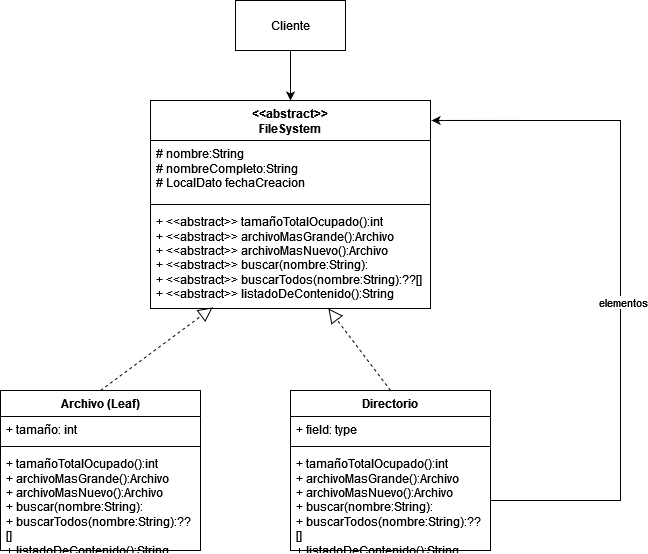 Cliente
<<abstract>>
FileSystem
# nombre:String
# nombreCompleto:String
# LocalDato fechaCreacion
+ <<abstract>> tamañoTotalOcupado():int
+ <<abstract>> archivoMasGrande():Archivo
+ <<abstract>> archivoMasNuevo():Archivo
+ <<abstract>> buscar(nombre:String):
+ <<abstract>> buscarTodos(nombre:String):??[]
+ <<abstract>> listadoDeContenido():String
elementos
Archivo (Leaf)
+ tamaño: int
+ tamañoTotalOcupado():int
+ archivoMasGrande():Archivo
+ archivoMasNuevo():Archivo
+ buscar(nombre:String):
+ buscarTodos(nombre:String):??
[]
+ listadoDeContenido():String
Directorio
+ field: type
+ tamañoTotalOcupado():int
+ archivoMasGrande():Archivo
+ archivoMasNuevo():Archivo
+ buscar(nombre:String):
+ buscarTodos(nombre:String):??
[]
+ listadoDeContenido():String